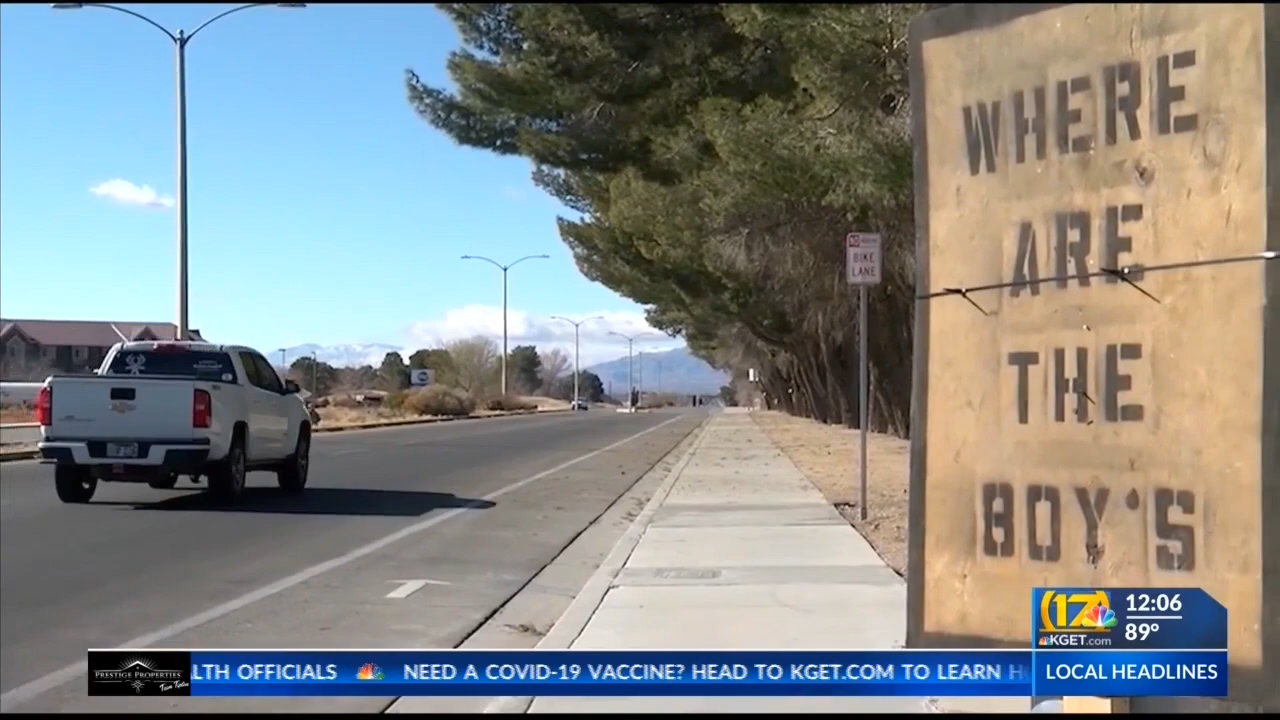 WHERE
ARE
THE
BOY'S
BIKE
LANE
17
KGET.com
12:06
89°
LOCAL HEADLINES
PRESTIGE PROPERTIES
LTH OFFICIALS NEED A COVID-19 VACCINE? HEAD TO KGET.COM TO LEARN